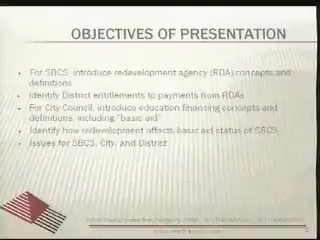 OBJECTIVES OF PRESENTATION
• For SBCS, introduce redevelopment agency (RDA) concepts and
definitions
• Identify District entitlements to payments from RDAs
• For City Council, introduce education financing concepts and
definitions, including "basic aid"
• Identify how redevelopment affects basic aid status of SBCS
• Issues for SBCS, City, and District